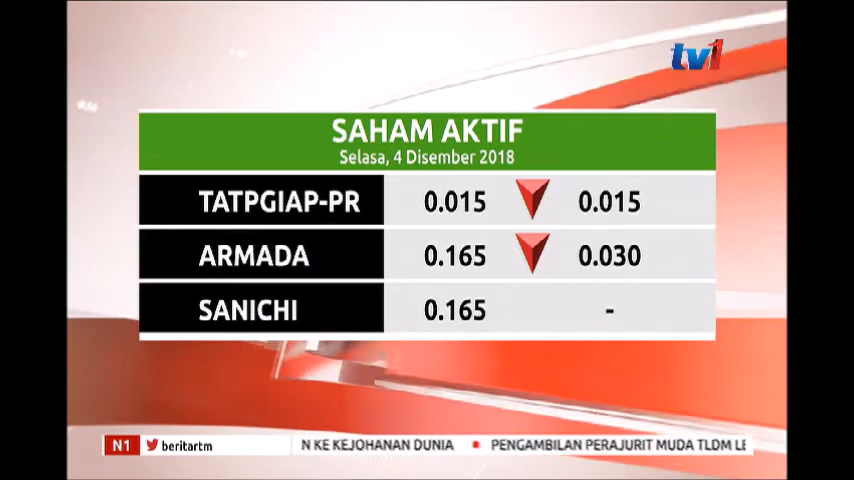 tv1
SAHAM AKTIF
Selasa, 4 Disember 2018
TATPGIAP-PR 0.015 0.015
ARMADA 0.165 0.030
SANICHI 0.165 -
N1 beritartm N KE KEJOHANAN DUNIA PENGAMBILAN PERAJURIT MUDA TLDM LE